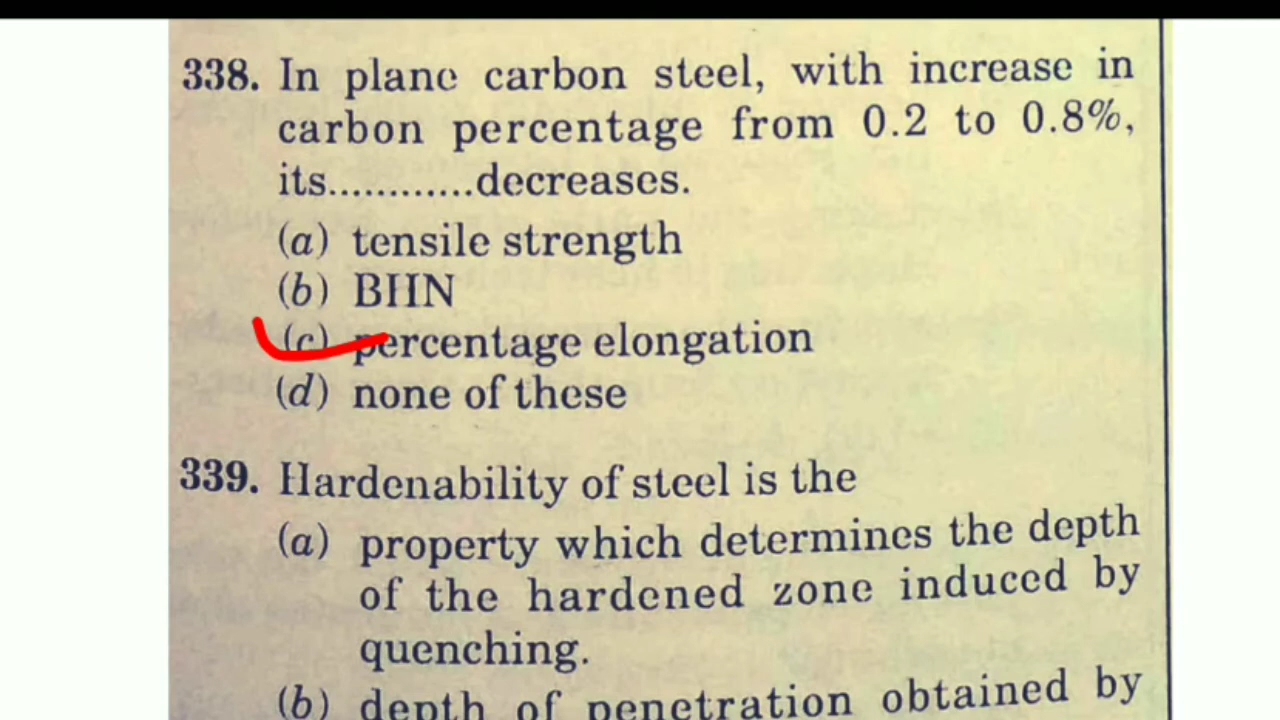 338. In plane carbon steel, with increase in
carbon percentage from 0.2 to 0.8%,
its............decreases.
(a) tensile strength
(b) BHN
(c) percentage elongation
(d) none of these
339. Hardenability of steel is the
(a) property which determines the depth
of the hardened zone induced by
quenching.
(b) depth of penetration obtained by